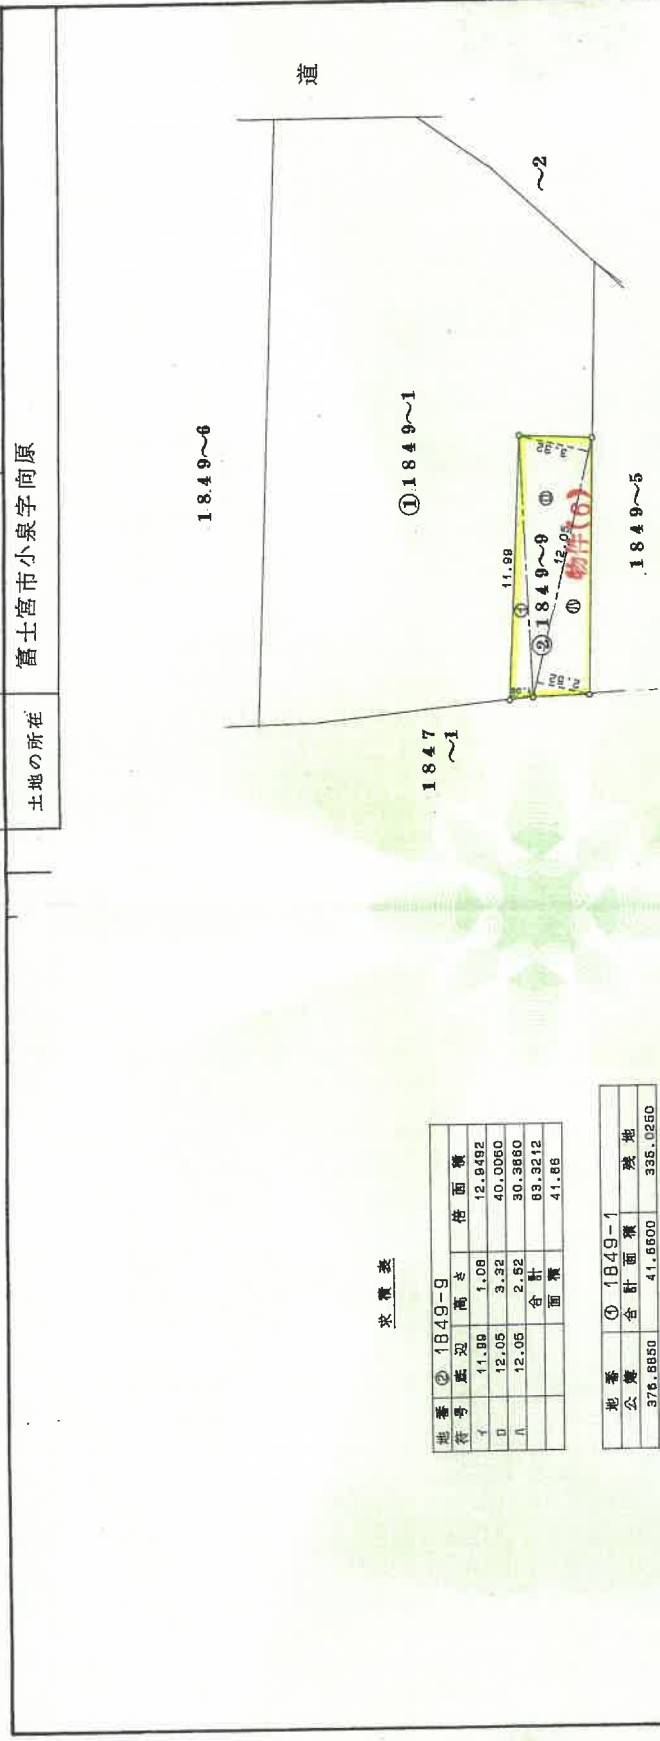 土地の所在 富士宮市小泉字向原
道
1849～6
～2
①1849～1
1849～5
1847
～1
②1849～9
イ
ロ
ハ
11.99
12.05
3.32
物件(6)
求積表
地番 ② 1849-9
符号 底辺 高さ 倍面積
イ 11.99 1.08 12.9492
ロ 12.05 3.32 40.0060
ハ 12.05 2.52 30.3660
合計 83.3212
面積 41.66
地番 ① 1849-1
公簿 合計面積 残地
376.6850 41.6600 335.0250